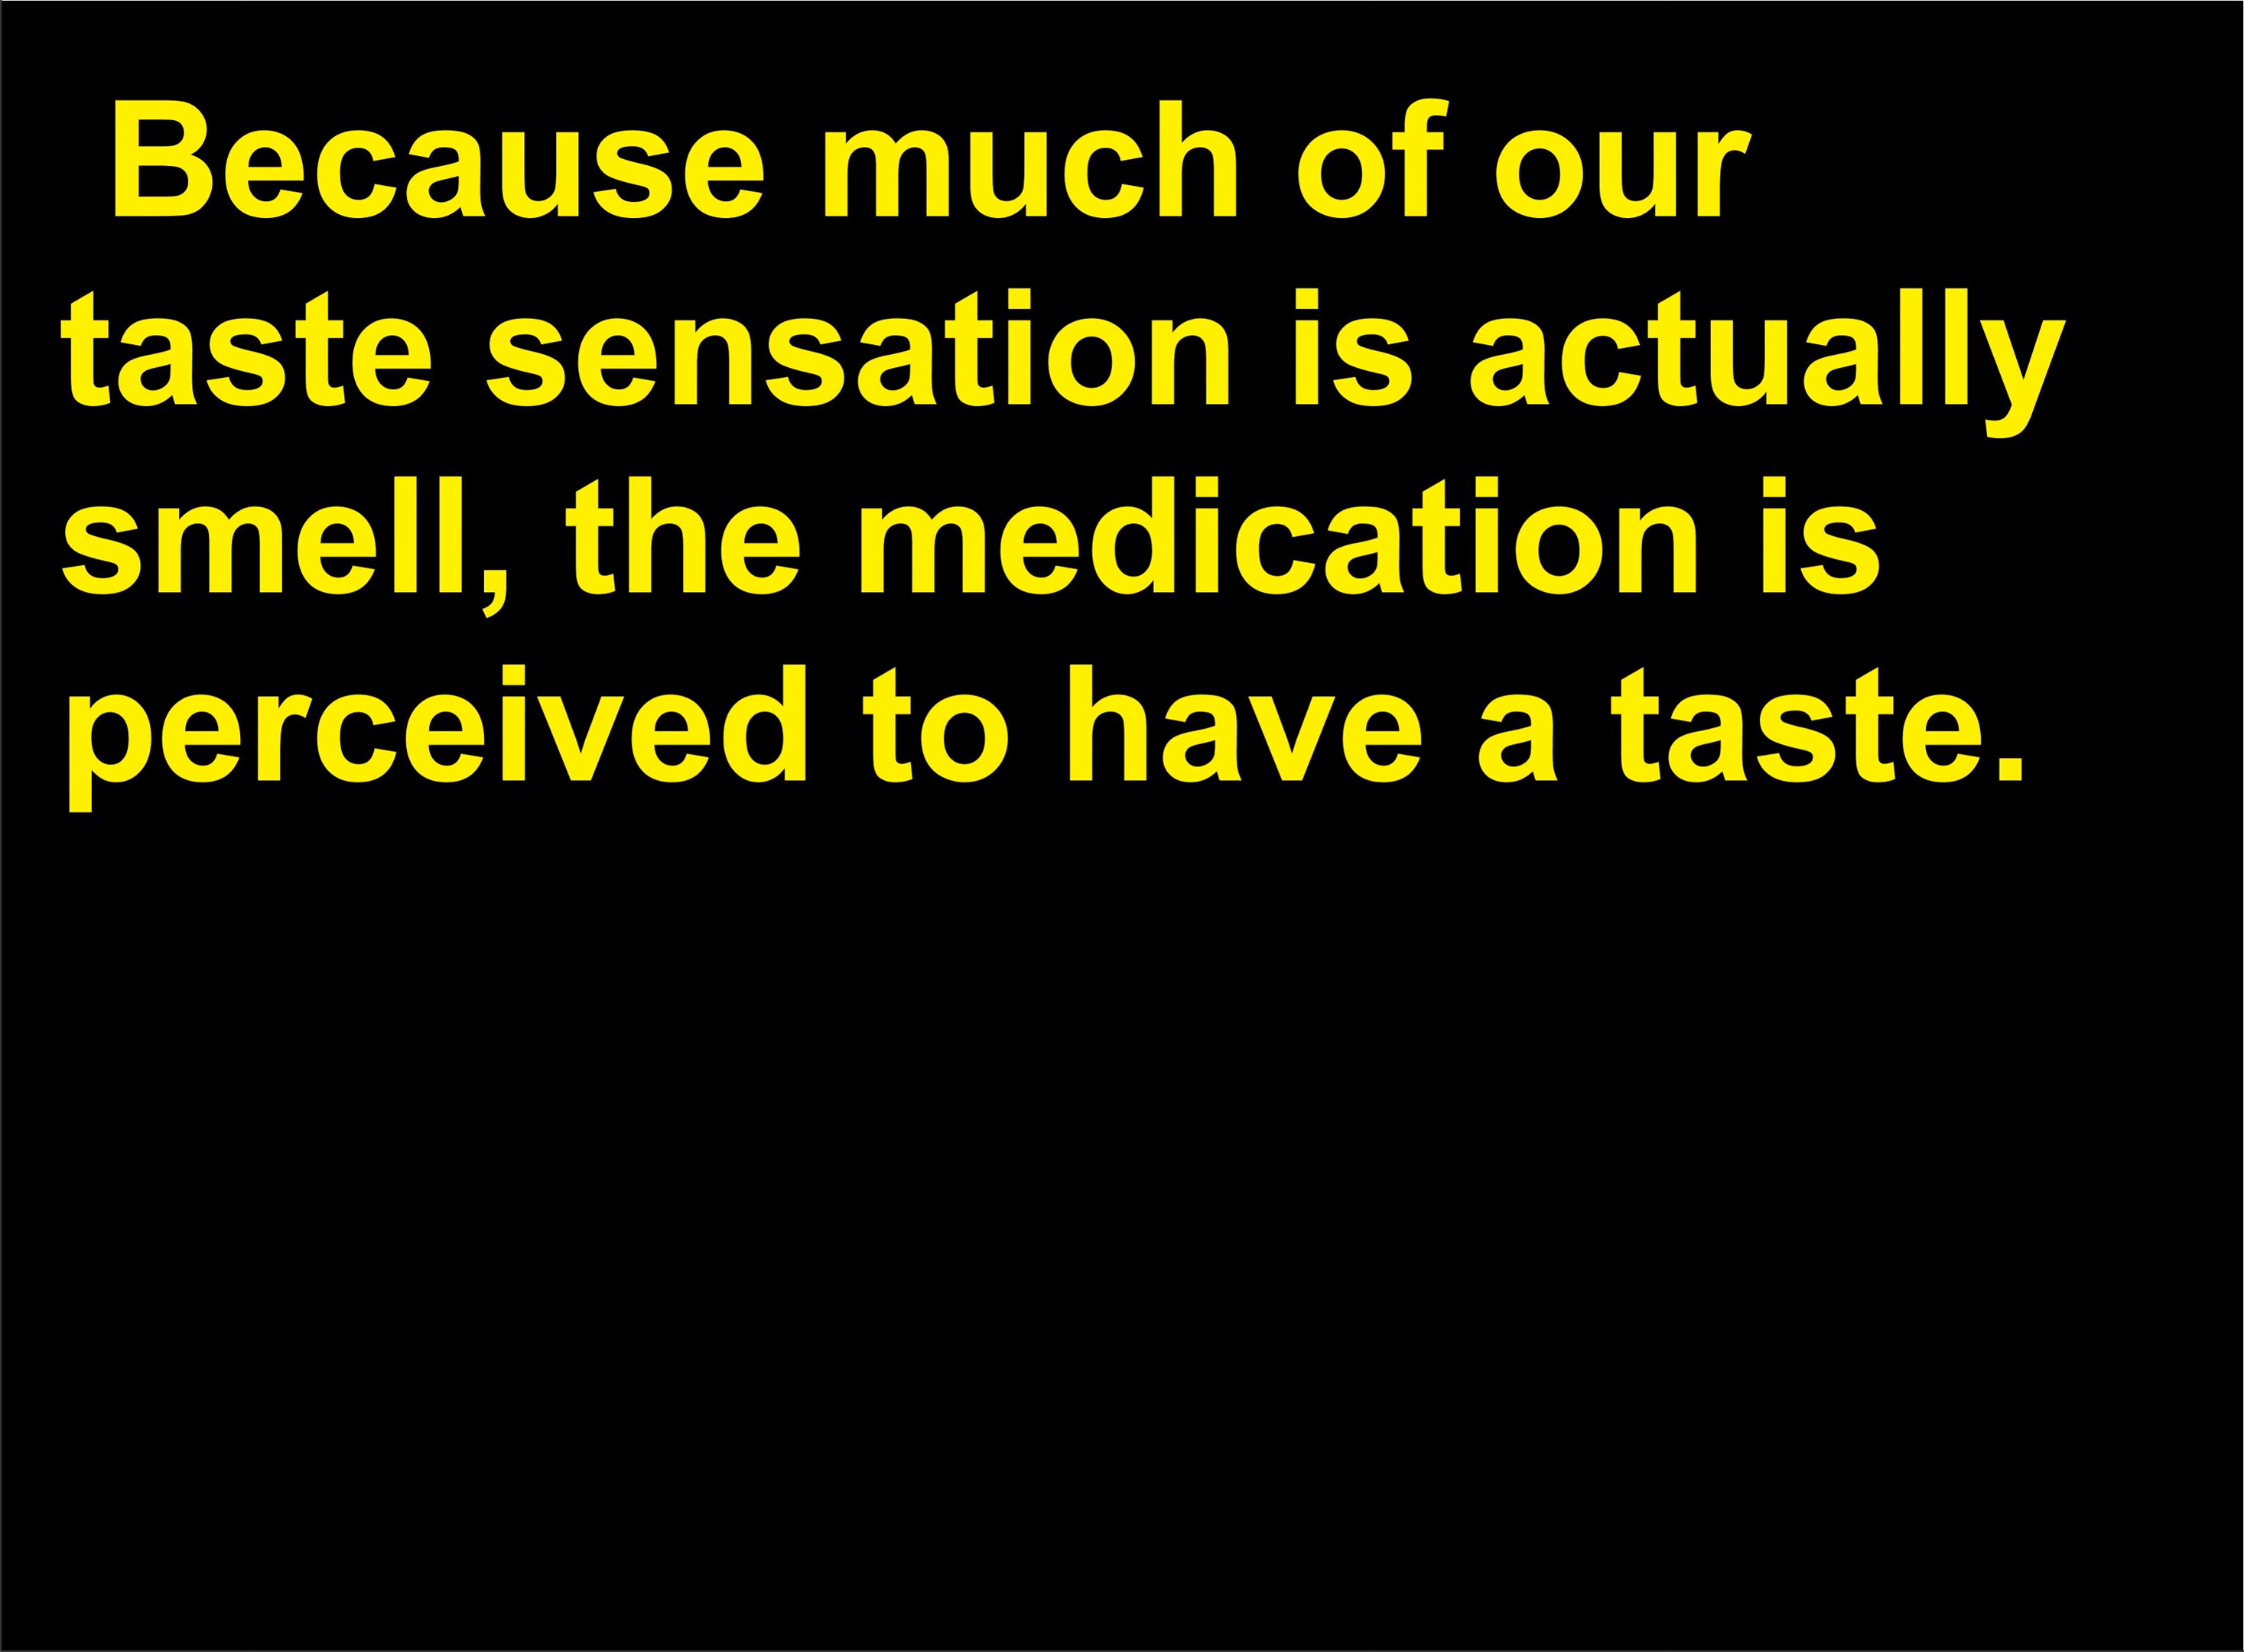 Because much of our
taste sensation is actually
smell, the medication is
perceived to have a taste.